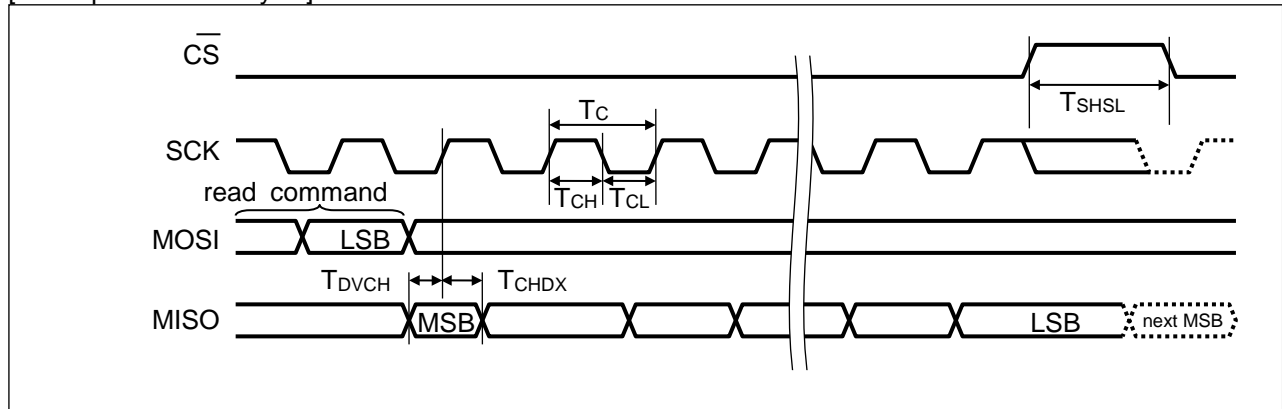 CS
TSHSL
TC
SCK
TCH TCL
read command
MOSI LSB
TDVCH TCHDX
MISO MSB LSB next MSB